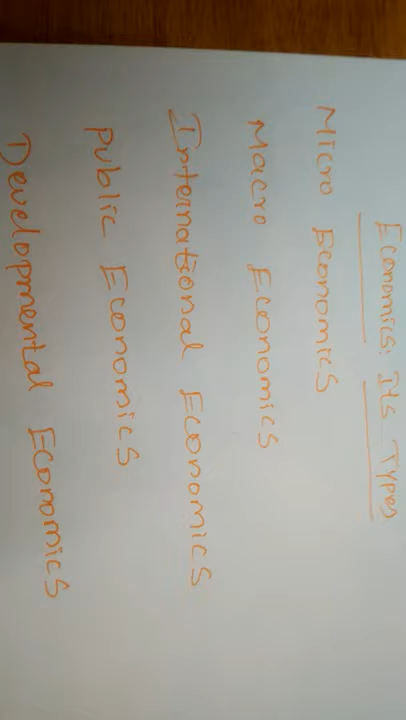 Economics: Its Types
Micro Economics
Macro Economics
International Economics
Public Economics
Developmental Economics